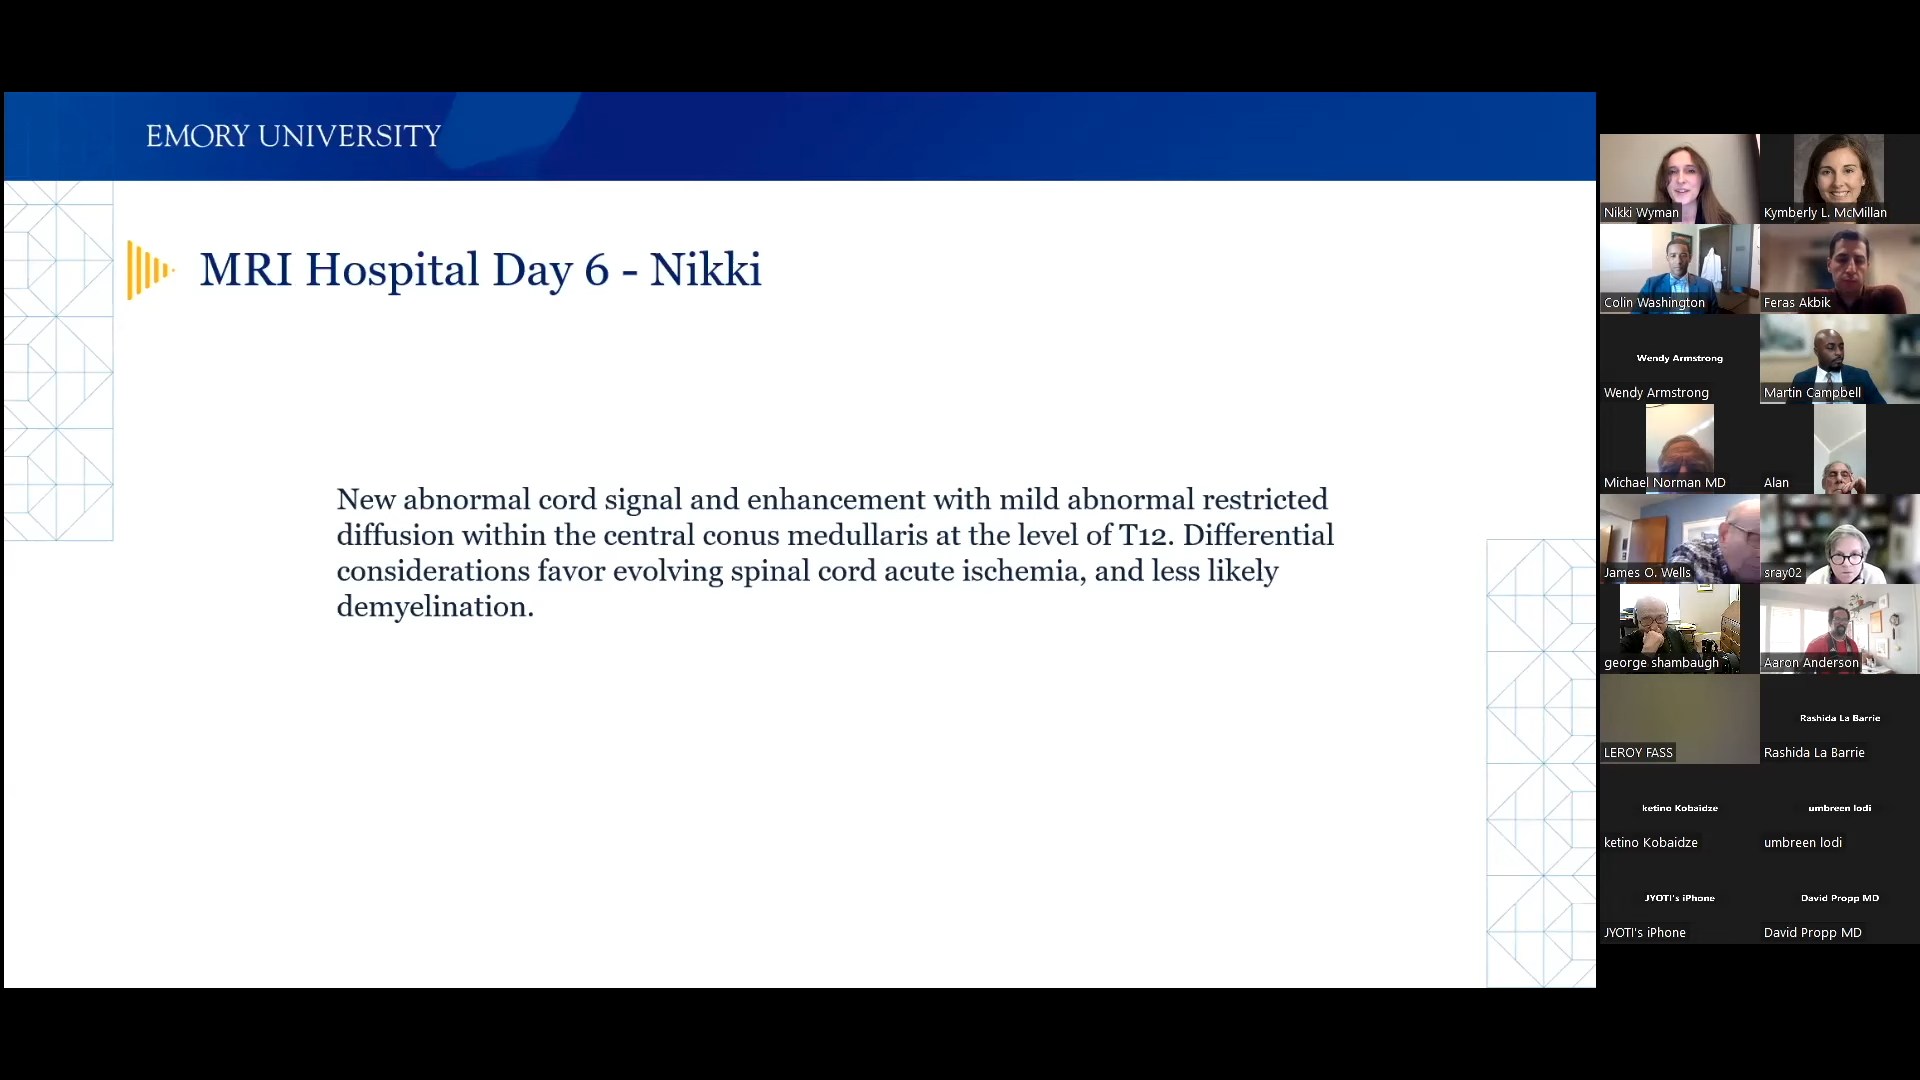 EMORY UNIVERSITY
MRI Hospital Day 6 - Nikki
New abnormal cord signal and enhancement with mild abnormal restricted
diffusion within the central conus medullaris at the level of T12. Differential
considerations favor evolving spinal cord acute ischemia, and less likely
demyelination.
Nikki Wyman
Kymberly L. McMillan
Colin Washington
Feras Akbik
Wendy Armstrong
Wendy Armstrong
Martin Campbell
Michael Norman MD
Alan
James O. Wells
sray02
george shambaugh
Aaron Anderson
LEROY FASS
Rashida La Barrie
Rashida La Barrie
ketino Kobaidze
ketino Kobaidze
umbreen lodi
umbreen lodi
JYOTI's iPhone
JYOTI's iPhone
David Propp MD
David Propp MD